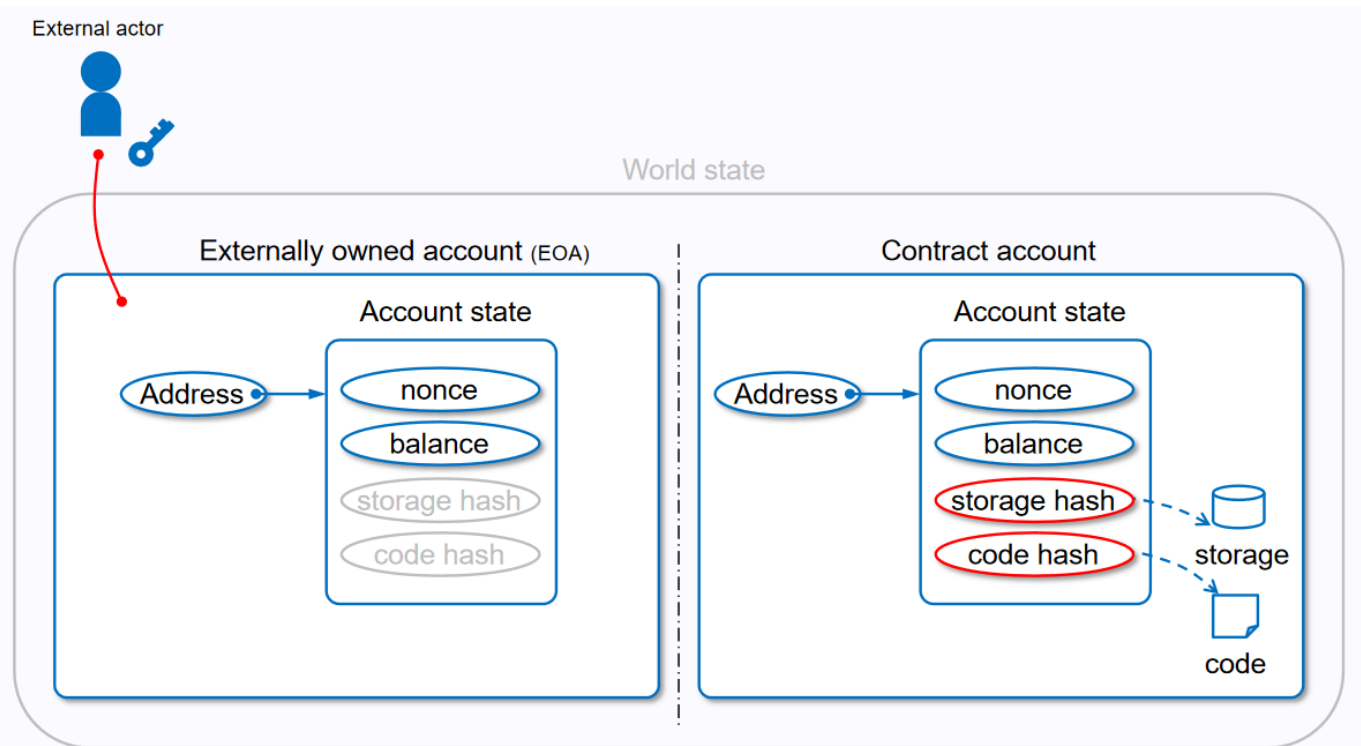 External actor
World state
Externally owned account (EOA)
Account state
Address
nonce
balance
storage hash
code hash
Contract account
Account state
Address
nonce
balance
storage hash
code hash
storage
code